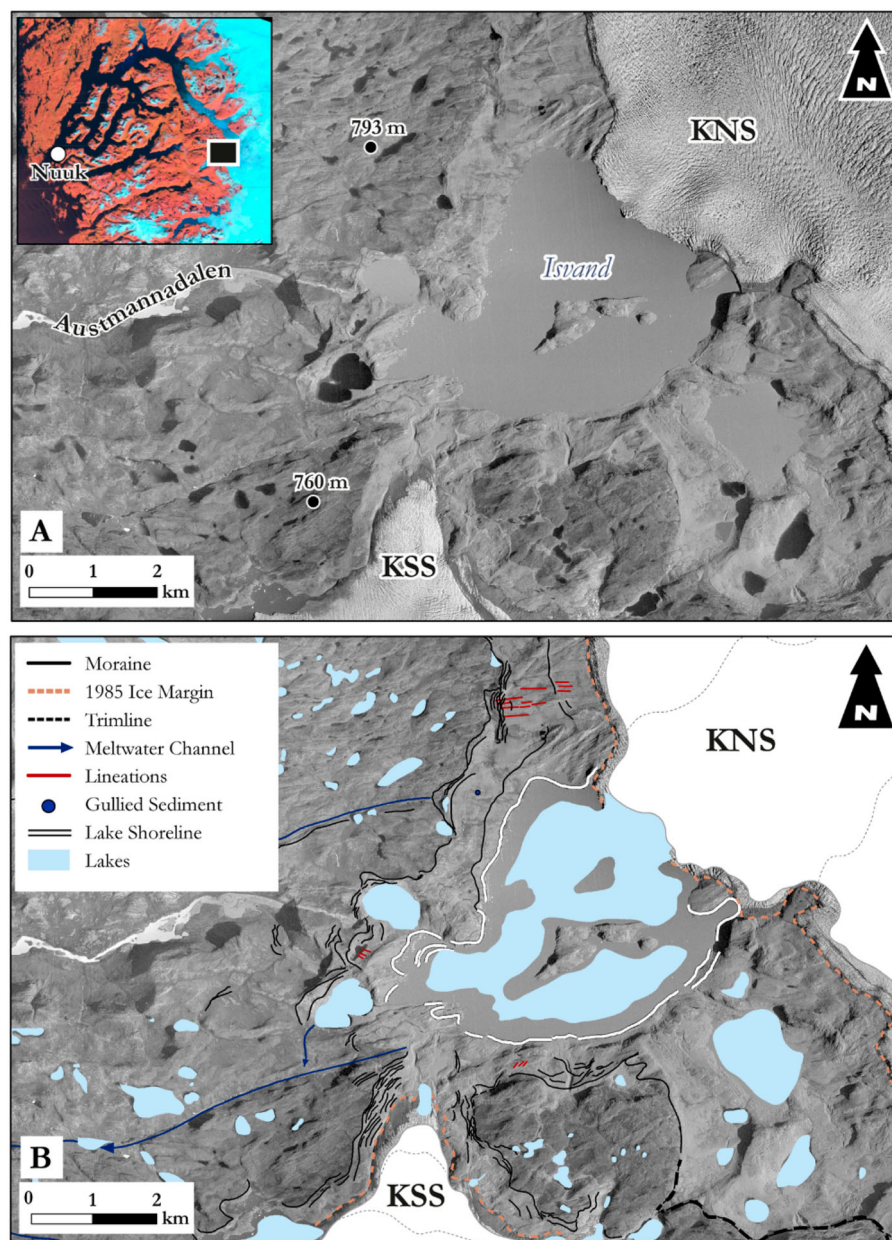 Nuuk
793 m
KNS
N
Isvand
Austmannadalen
760 m
KSS
A
0 1 2
km
Moraine
1985 Ice Margin
Trimline
Meltwater Channel
Lineations
Gullied Sediment
Lake Shoreline
Lakes
N
KNS
B
KSS
0 1 2
km